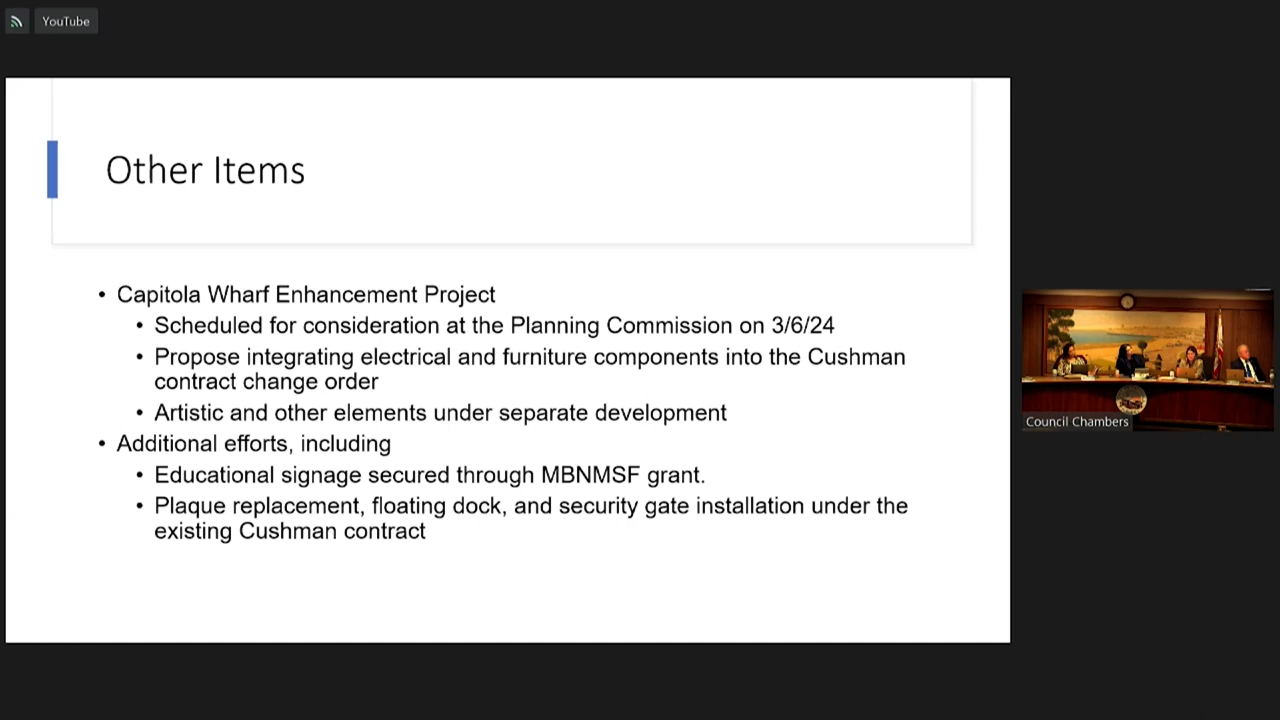 YouTube
Other Items
• Capitola Wharf Enhancement Project
• Scheduled for consideration at the Planning Commission on 3/6/24
• Propose integrating electrical and furniture components into the Cushman
contract change order
• Artistic and other elements under separate development
• Additional efforts, including
• Educational signage secured through MBNMSF grant.
• Plaque replacement, floating dock, and security gate installation under the
existing Cushman contract
Council Chambers